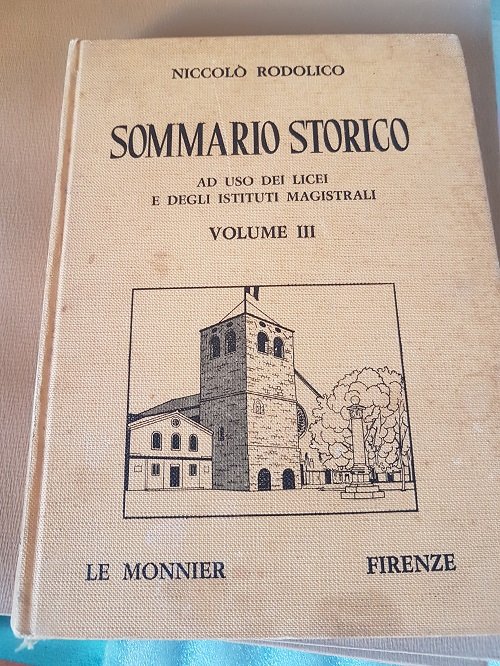 NICCOLÒ RODOLICO
SOMMARIO STORICO
AD USO DEI LICEI
E DEGLI ISTITUTI MAGISTRALI
VOLUME III
LE MONNIER FIRENZE